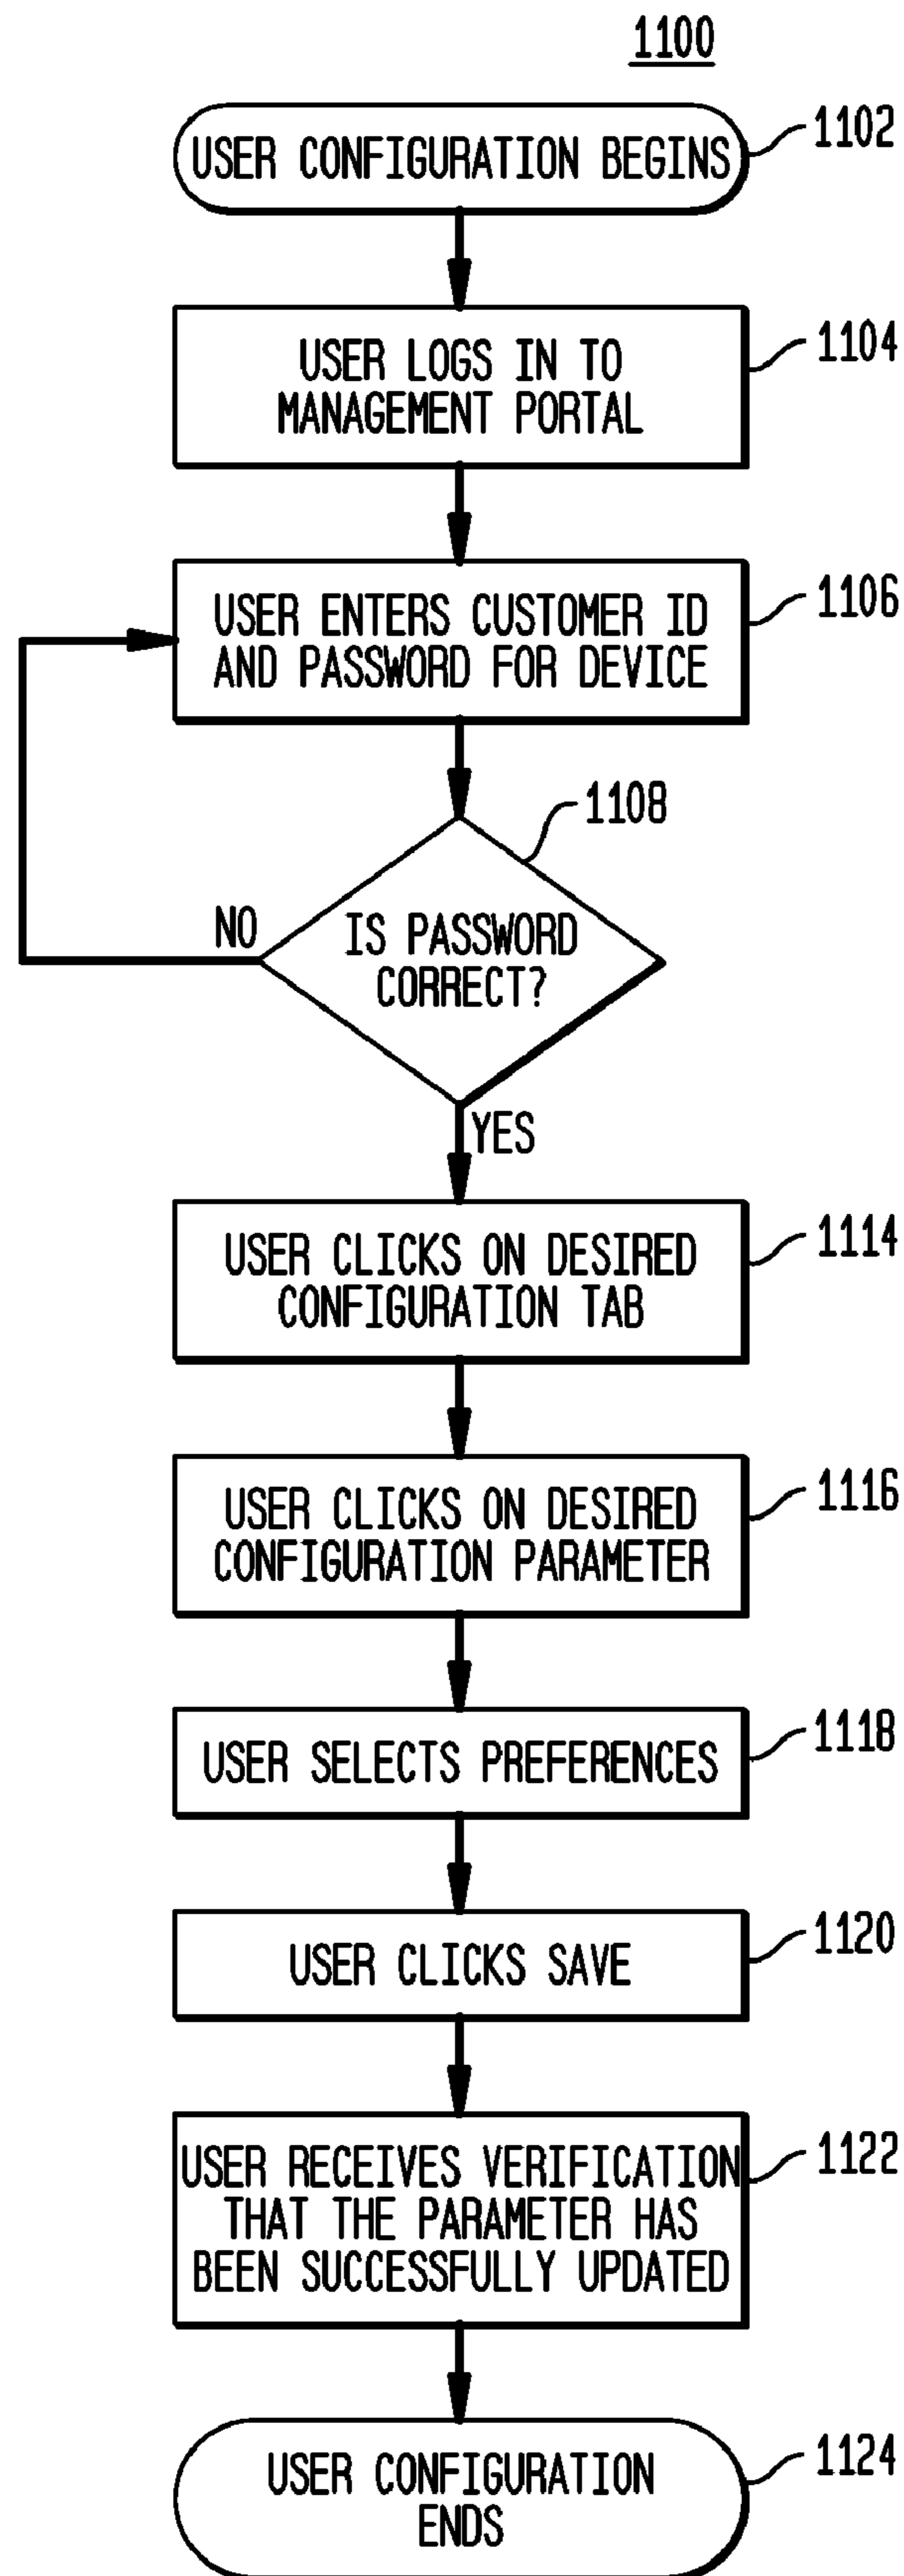 1100
USER CONFIGURATION BEGINS
1102
USER LOGS IN TO
MANAGEMENT PORTAL
1104
USER ENTERS CUSTOMER ID
AND PASSWORD FOR DEVICE
1106
1108
NO
IS PASSWORD
CORRECT?
YES
USER CLICKS ON DESIRED
CONFIGURATION TAB
1114
USER CLICKS ON DESIRED
CONFIGURATION PARAMETER
1116
USER SELECTS PREFERENCES
1118
USER CLICKS SAVE
1120
USER RECEIVES VERIFICATION
THAT THE PARAMETER HAS
BEEN SUCCESSFULLY UPDATED
1122
USER CONFIGURATION
ENDS
1124